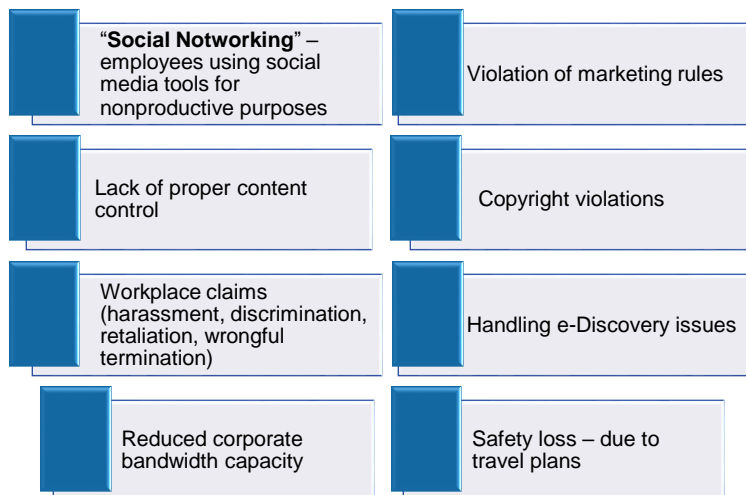 “Social Notworking” –
employees using social
media tools for
nonproductive purposes
Violation of marketing rules
Lack of proper content
control
Copyright violations
Workplace claims
(harassment, discrimination,
retaliation, wrongful
termination)
Handling e-Discovery issues
Reduced corporate
bandwidth capacity
Safety loss – due to
travel plans